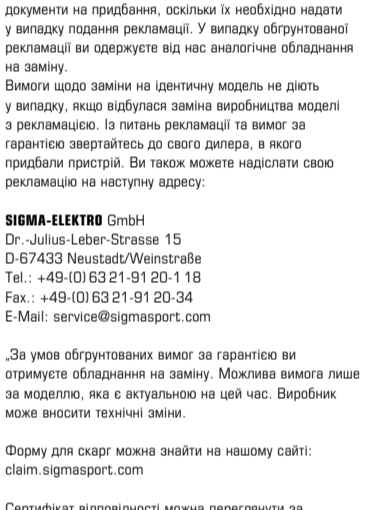 документи на придбання, оскільки їх необхідно надати
у випадку подання рекламації. У випадку обґрунтованої
рекламації ви одержуєте від нас аналогічне обладнання
на заміну.
Вимоги щодо заміни на ідентичну модель не діють
у випадку, якщо відбулася заміна виробництва моделі
з рекламацією. Із питань рекламації та вимог за
гарантією звертайтесь до свого дилера, в якого
придбали пристрій. Ви також можете надіслати свою
рекламацію на наступну адресу:

SIGMA-ELEKTRO GmbH
Dr.-Julius-Leber-Strasse 15
D-67433 Neustadt/Weinstraße
Tel.: +49-(0) 63 21-91 20-1 18
Fax.: +49-(0) 63 21-91 20-34
E-Mail: service@sigmasport.com

„За умов обґрунтованих вимог за гарантією ви
отримуєте обладнання на заміну. Можлива вимога лише
за моделлю, яка є актуальною на цей час. Виробник
може вносити технічні зміни.

Форму для скарг можна знайти на нашому сайті:
claim.sigmasport.com

Сертифікат відповідності можна переглянути за